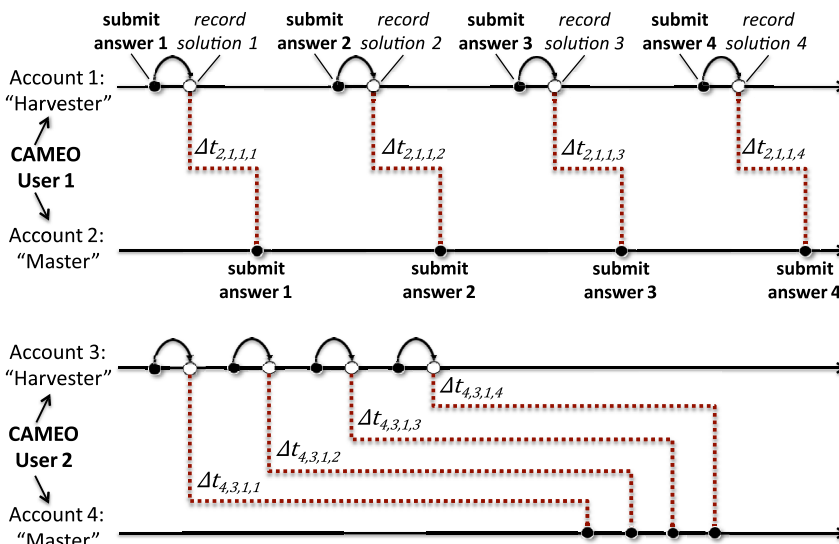 submit record submit record submit record submit record
answer 1 solution 1 answer 2 solution 2 answer 3 solution 3 answer 4 solution 4
Account 1:
“Harvester”
Δt2,1,1,1 Δt2,1,1,2 Δt2,1,1,3 Δt2,1,1,4
CAMEO
User 1
Account 2:
“Master”
submit submit submit submit
answer 1 answer 2 answer 3 answer 4
Account 3:
“Harvester”
Δt4,3,1,4
Δt4,3,1,3
CAMEO
User 2
Δt4,3,1,2
Δt4,3,1,1
Account 4:
“Master”